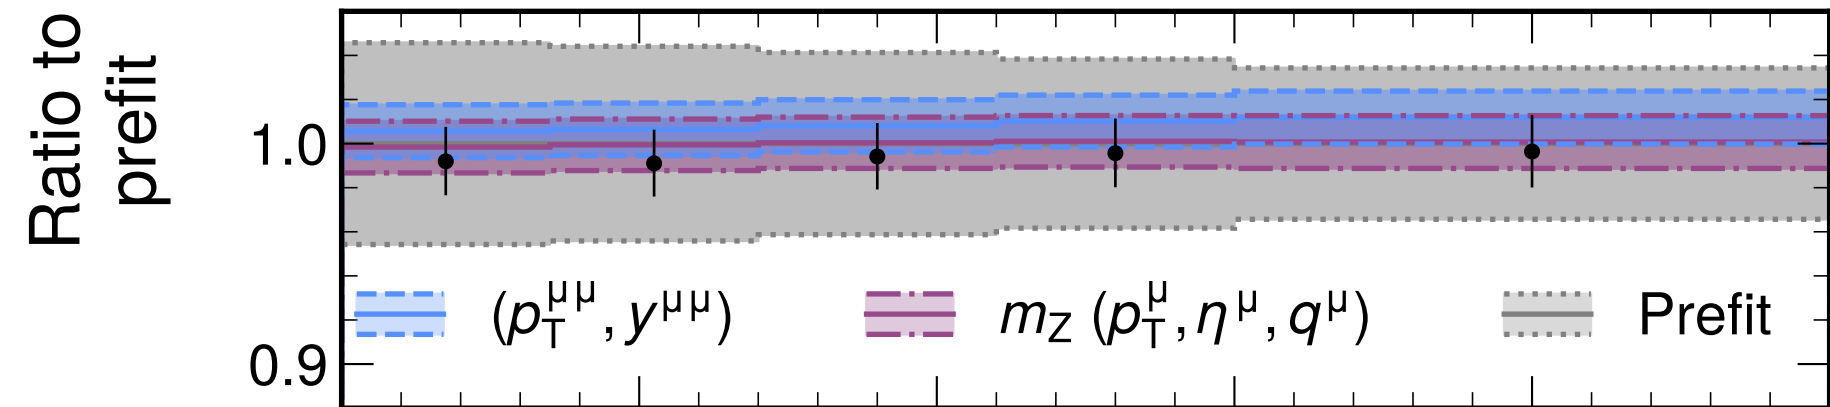 Ratio to
prefit
1.0
0.9
(p_T^μμ, y^μμ)
m_Z (p_T^μ, η^μ, q^μ)
Prefit